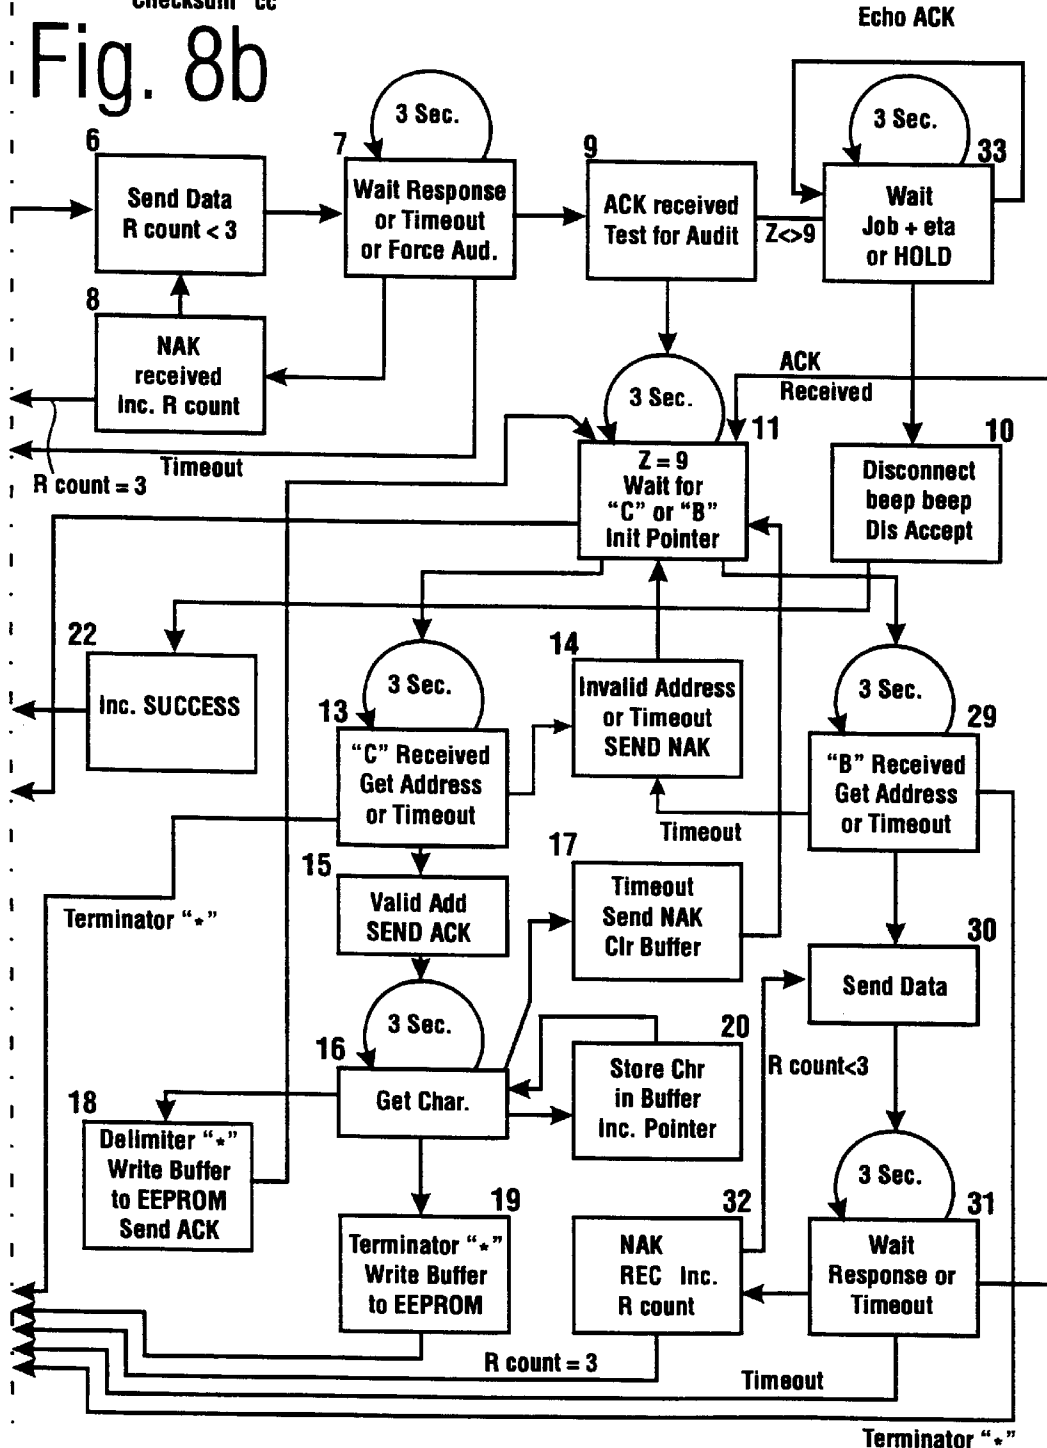 Checksum "cc"
Echo ACK
Fig. 8b
3 Sec.
3 Sec.
6
7
9
33
Send Data
R count < 3
Wait Response
or Timeout
or Force Aud.
ACK received
Test for Audit
Z<>9
Wait
Job + eta
or HOLD
8
NAK
received
Inc. R count
R count = 3
Timeout
3 Sec.
ACK
Received
11
10
Z = 9
Wait for
"C" or "B"
Init Pointer
Disconnect
beep beep
Dis Accept
22
Inc. SUCCESS
3 Sec.
13
"C" Received
Get Address
or Timeout
14
Invalid Address
or Timeout
SEND NAK
3 Sec.
29
"B" Received
Get Address
or Timeout
Timeout
Terminator "*"
15
Valid Add
SEND ACK
17
Timeout
Send NAK
Clr Buffer
30
Send Data
3 Sec.
16
Get Char.
20
Store Chr
in Buffer
Inc. Pointer
R count<3
18
Delimiter "*"
Write Buffer
to EEPROM
Send ACK
19
Terminator "*"
Write Buffer
to EEPROM
32
NAK
REC Inc.
R count
3 Sec.
31
Wait
Response or
Timeout
R count = 3
Timeout
Terminator "*"